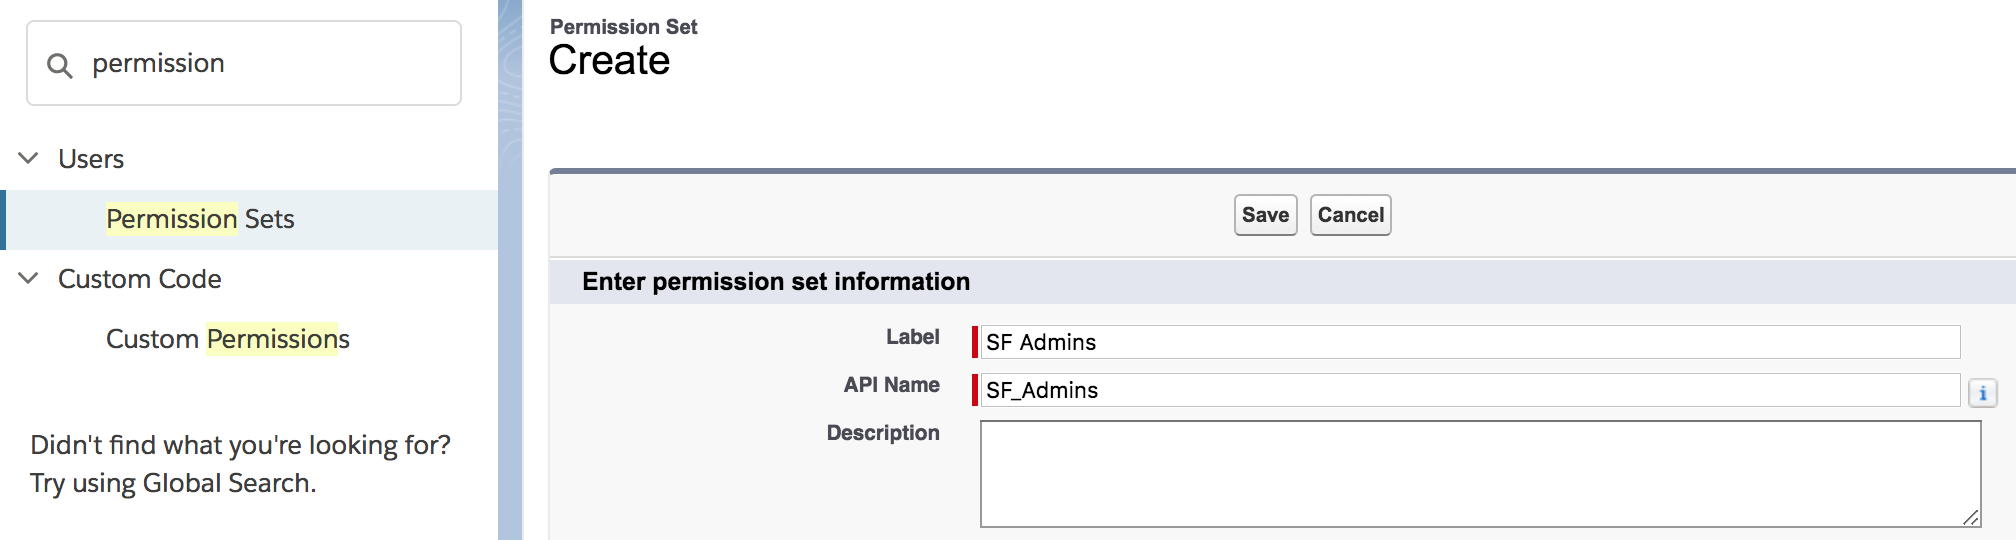 permission
Users
Permission Sets
Custom Code
Custom Permissions
Didn't find what you're looking for?
Try using Global Search.
Permission Set
Create
Save Cancel
Enter permission set information
Label SF Admins
API Name SF_Admins i
Description